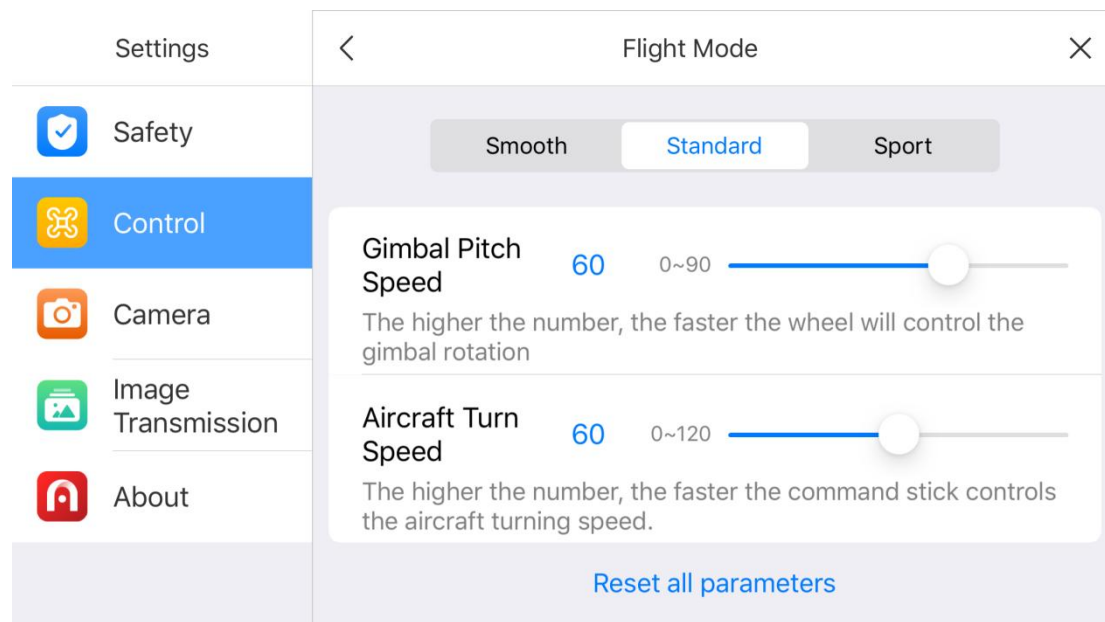 Settings
Flight Mode
Safety
Control
Camera
Image
Transmission
About
Smooth Standard Sport
Gimbal Pitch
Speed
60 0~90
The higher the number, the faster the wheel will control the
gimbal rotation
Aircraft Turn
Speed
60 0~120
The higher the number, the faster the command stick controls
the aircraft turning speed.
Reset all parameters